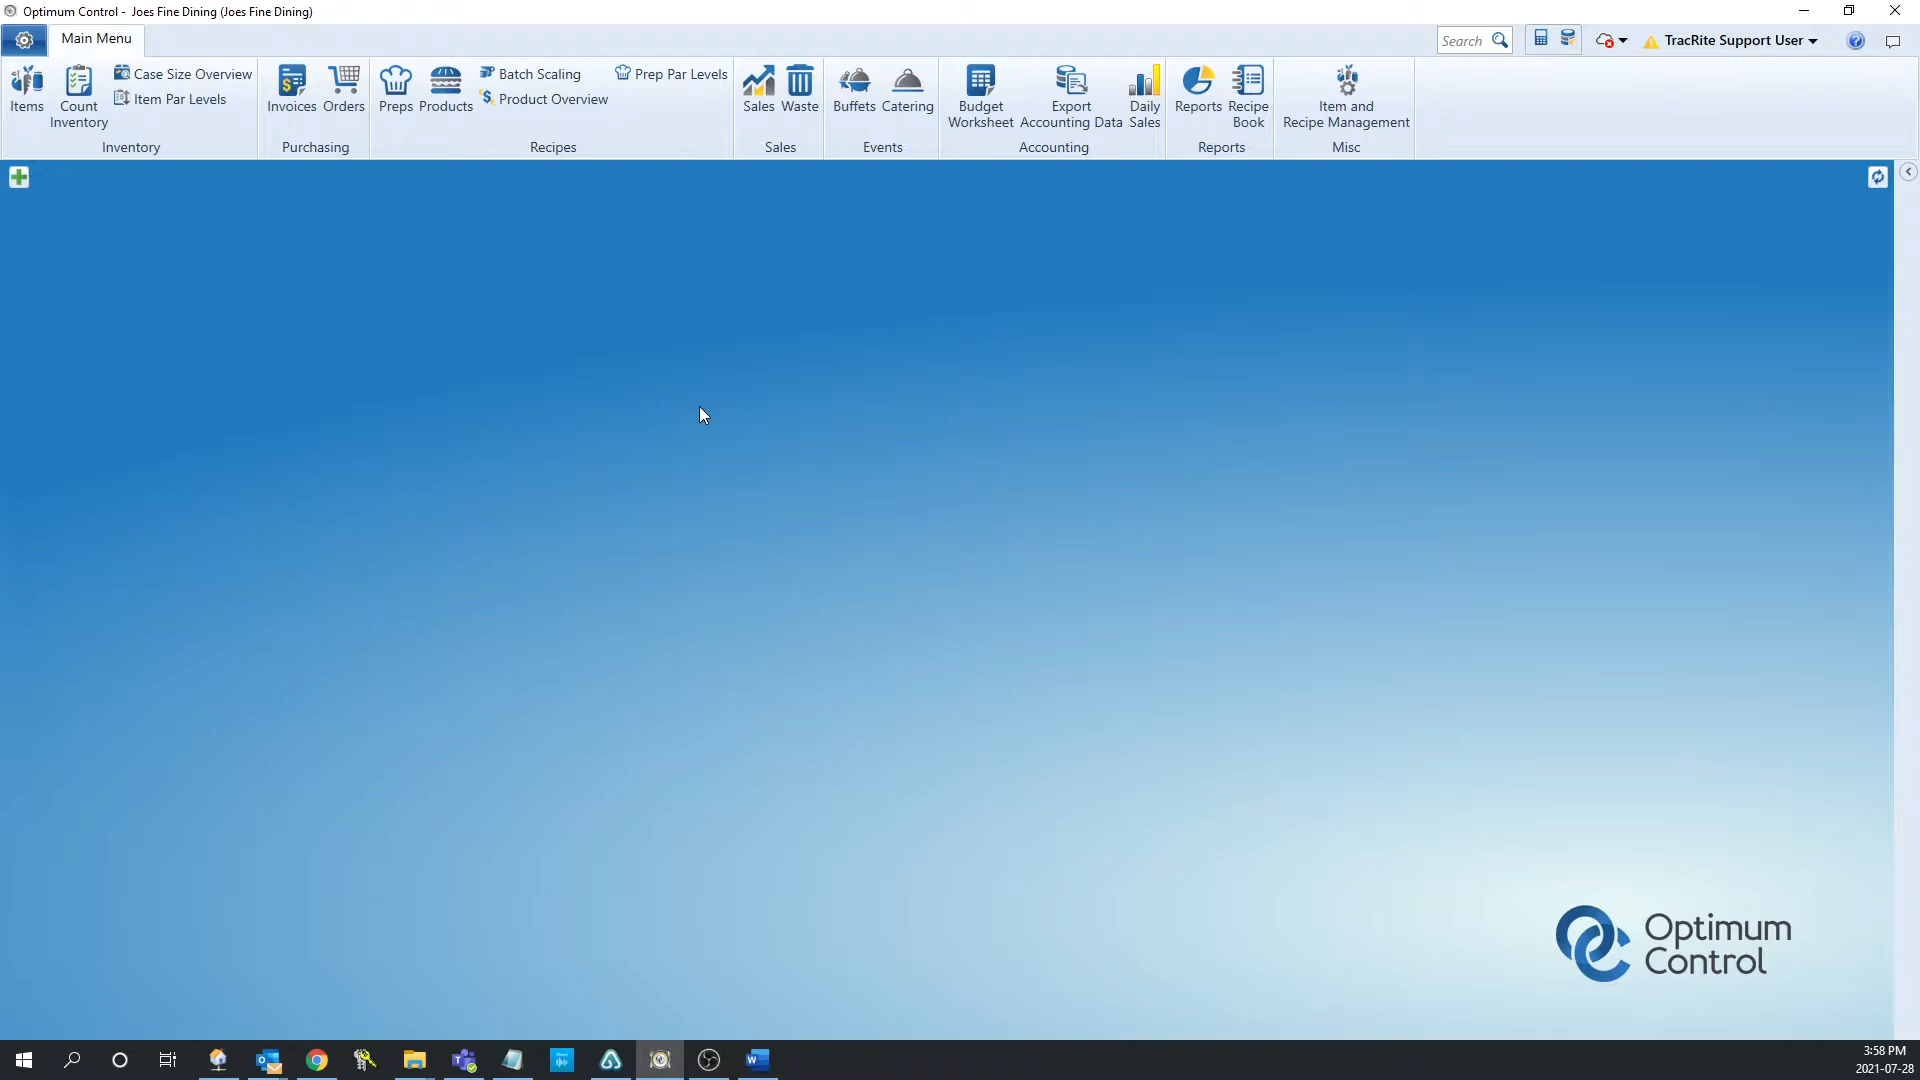 Optimum Control - Joes Fine Dining (Joes Fine Dining)
Main Menu
Search
TracRite Support User
Items
Count
Inventory
Case Size Overview
Item Par Levels
Inventory
Invoices
Orders
Purchasing
Preps
Products
Batch Scaling
Product Overview
Prep Par Levels
Recipes
Sales
Waste
Sales
Buffets
Catering
Events
Budget
Worksheet
Export
Accounting Data
Daily
Sales
Accounting
Reports
Recipe
Book
Reports
Item and
Recipe Management
Misc
Optimum
Control
3:58 PM
2021-07-28